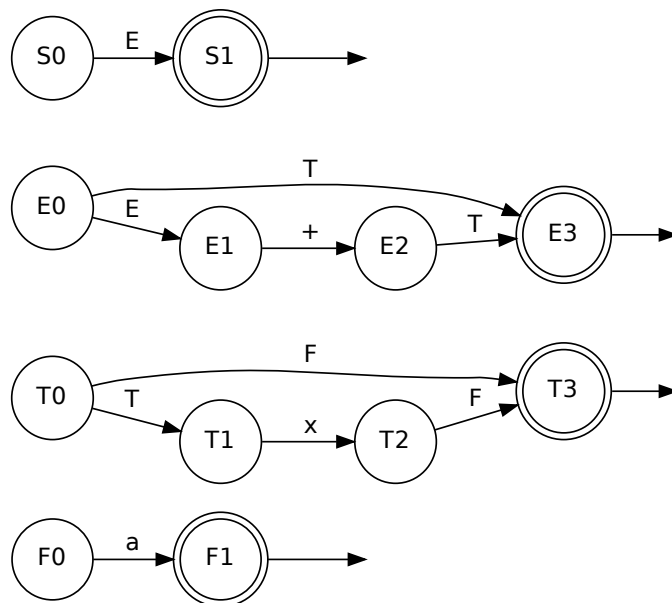 E
S0 S1
T
E0 E E1 + E2 T E3
F
T0 T T1 x T2 F T3
a
F0 F1